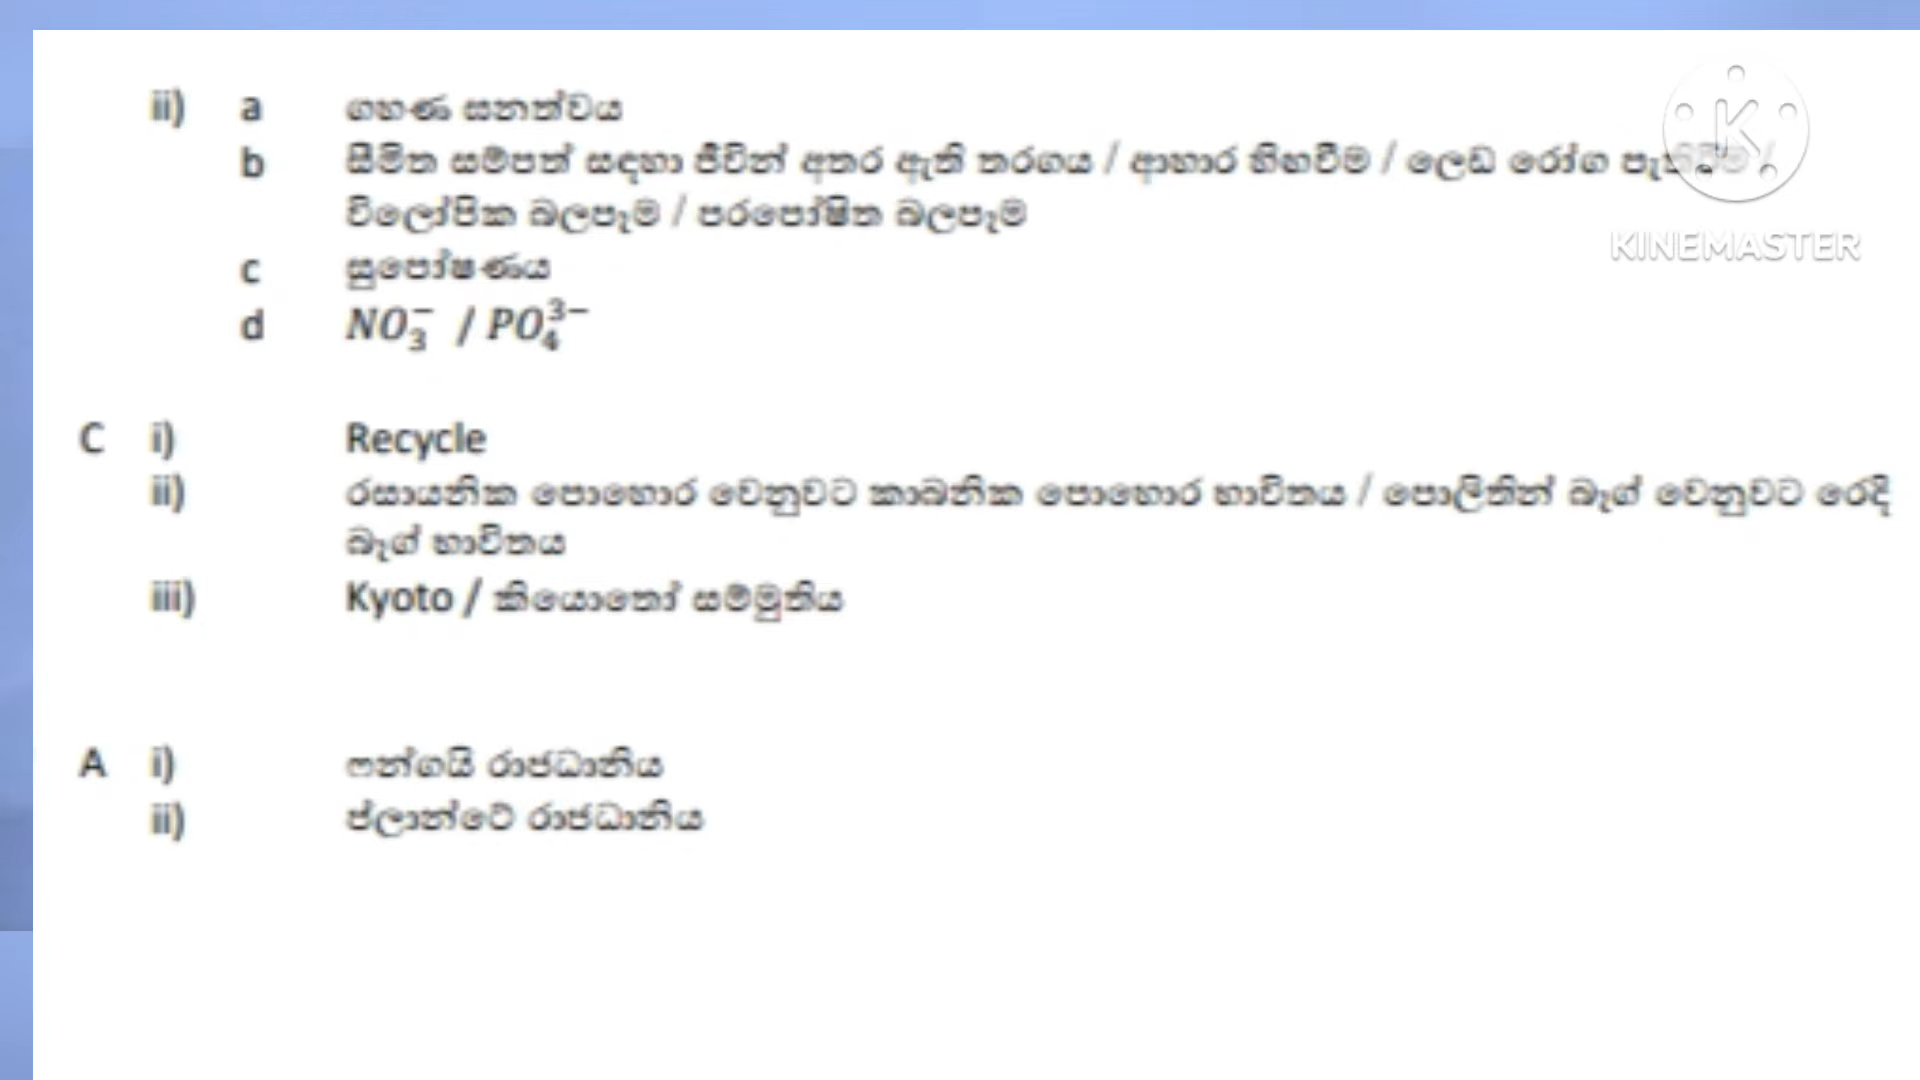 ii) a ගහණ ඝනත්වය
b සීමිත සම්පත් සඳහා ජීවීන් අතර ඇති තරගය / ආහාර හිඟවීම / ලෙඩ රෝග
විලෝපික බලපෑම / පරපෝෂිත බලපෑම
c සුපෝෂණය
d NO₃⁻ / PO₄³⁻
C i) Recycle
ii) රසායනික පොහොර වෙනුවට කාබනික පොහොර භාවිතය / පොලිතින් බෑග් වෙනුවට රෙදි
බෑග් භාවිතය
iii) Kyoto / කියොතෝ සම්මුතිය
A i) ෆන්ගයි රාජධානිය
ii) ප්ලාන්ටේ රාජධානිය
K
KINEMASTER